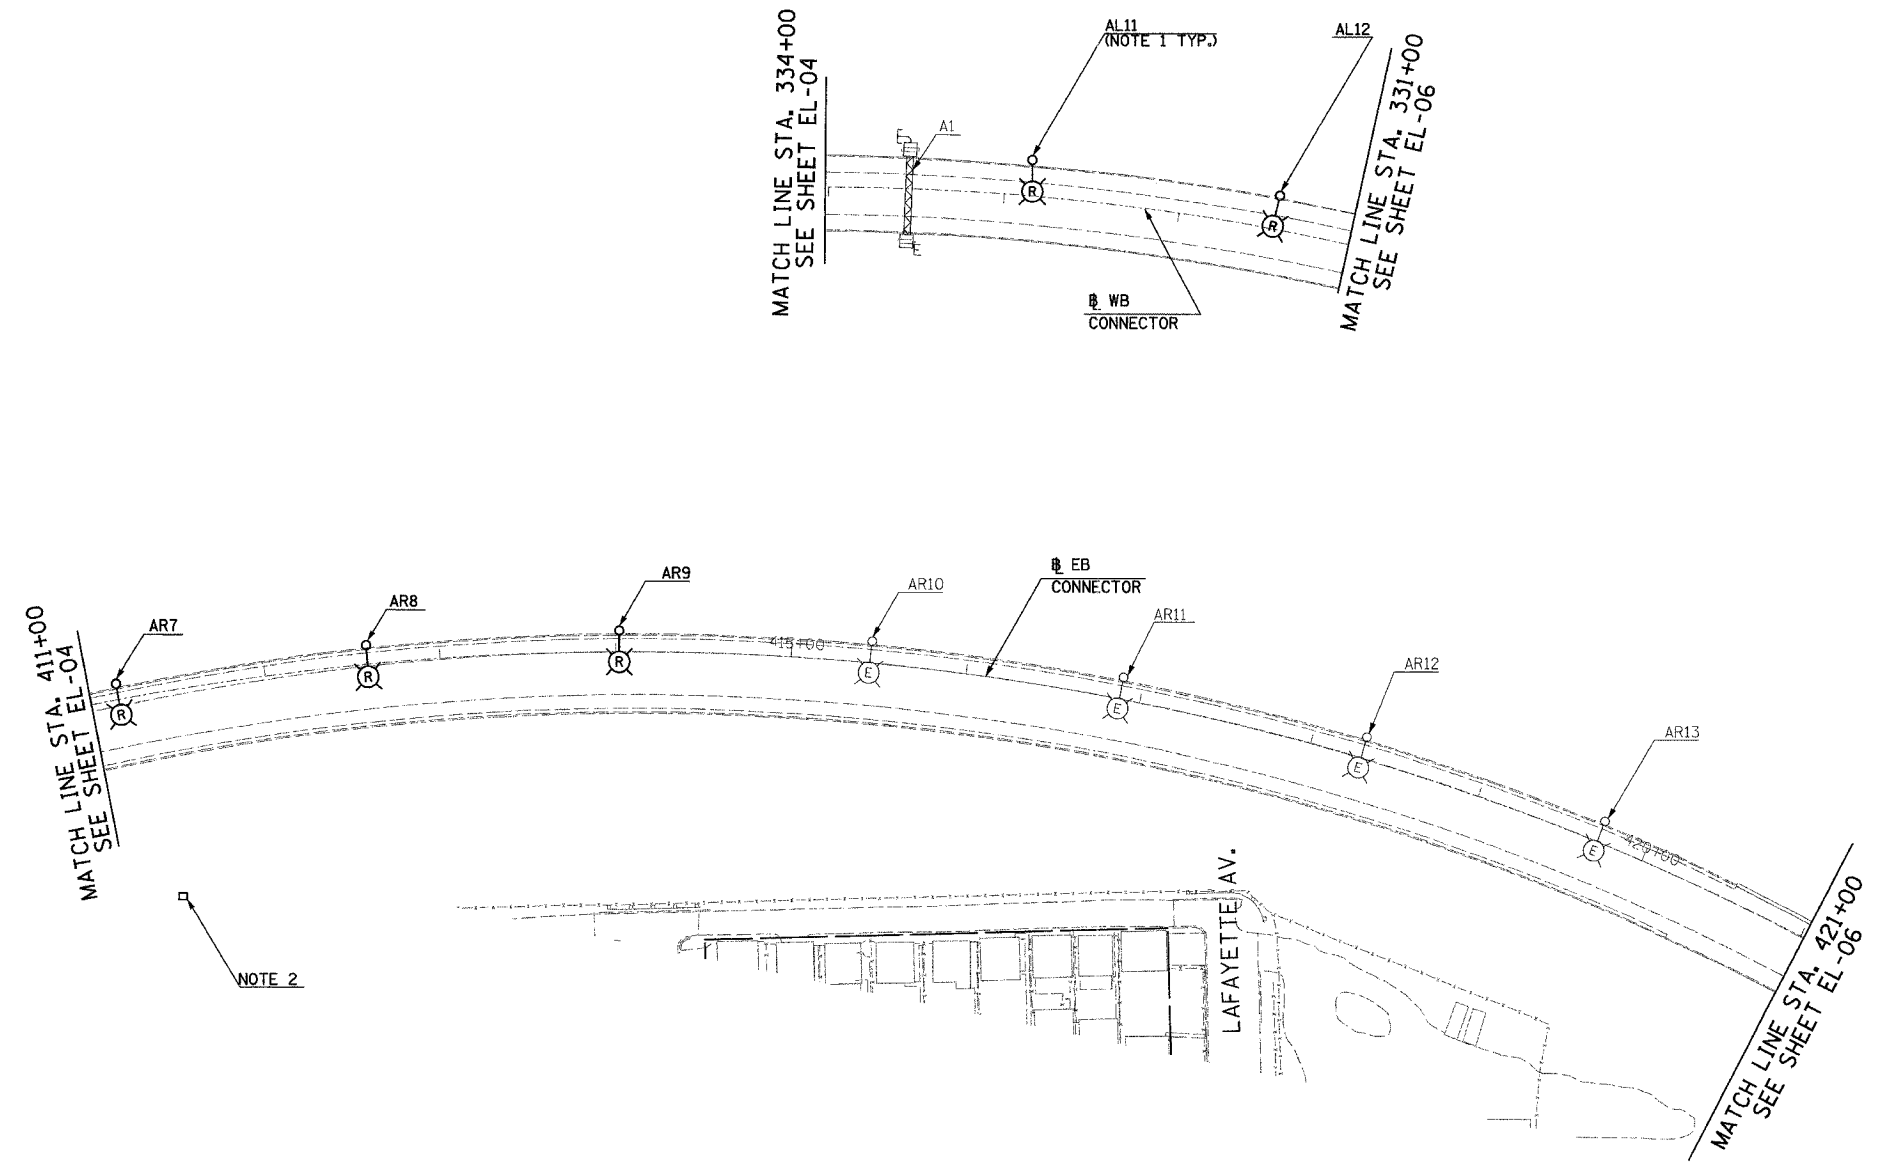 MATCH LINE STA. 334+00
SEE SHEET EL-04
E
A1
AL11
(NOTE 1 TYP.)
AL12
R
R
E
℄ WB
CONNECTOR
MATCH LINE STA. 331+00
SEE SHEET EL-06
MATCH LINE STA. 411+00
SEE SHEET EL-04
AR7
R
AR8
R
AR9
R
415+00
AR10
E
℄ EB
CONNECTOR
AR11
E
AR12
E
AR13
E
420+00
MATCH LINE STA. 421+00
SEE SHEET EL-06
NOTE 2
LAFAYETTE AV.